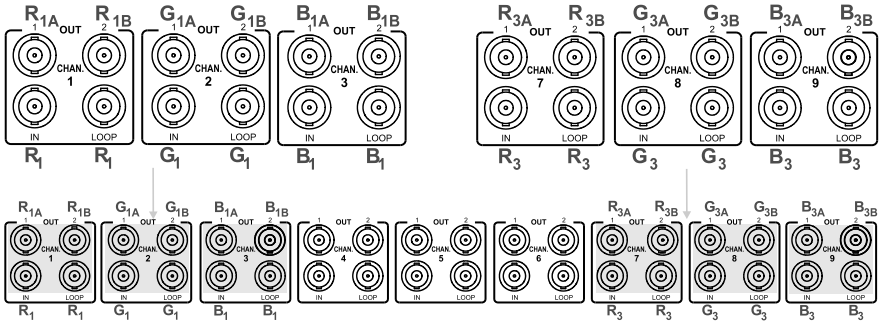 R1A R1B G1A G1B B1A B1B R3A R3B G3A G3B B3A B3B
1 OUT 2 1 OUT 2 1 OUT 2 1 OUT 2 1 OUT 2 1 OUT 2
CHAN. 1 CHAN. 2 CHAN. 3 CHAN. 7 CHAN. 8 CHAN. 9
IN LOOP IN LOOP IN LOOP IN LOOP IN LOOP IN LOOP
R1 R1 G1 G1 B1 B1 R3 R3 G3 G3 B3 B3
R1A R1B G1A G1B B1A B1B R3A R3B G3A G3B B3A B3B
1 OUT 2 1 OUT 2 1 OUT 2 1 OUT 2 1 OUT 2 1 OUT 2 1 OUT 2 1 OUT 2 1 OUT 2
CHAN. 1 CHAN. 2 CHAN. 3 CHAN. 4 CHAN. 5 CHAN. 6 CHAN. 7 CHAN. 8 CHAN. 9
IN LOOP IN LOOP IN LOOP IN LOOP IN LOOP IN LOOP IN LOOP IN LOOP IN LOOP
R1 R1 G1 G1 B1 B1 R3 R3 G3 G3 B3 B3